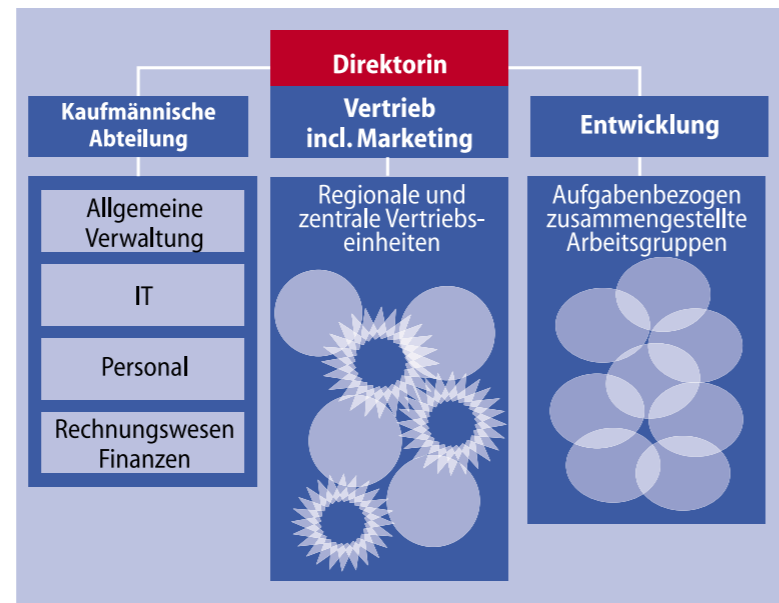 Direktorin
Kaufmännische
Abteilung
Vertrieb
incl. Marketing
Entwicklung
Allgemeine
Verwaltung
IT
Personal
Rechnungswesen
Finanzen
Regionale und
zentrale Vertriebs-
einheiten
Aufgabenbezogen
zusammengestellte
Arbeitsgruppen